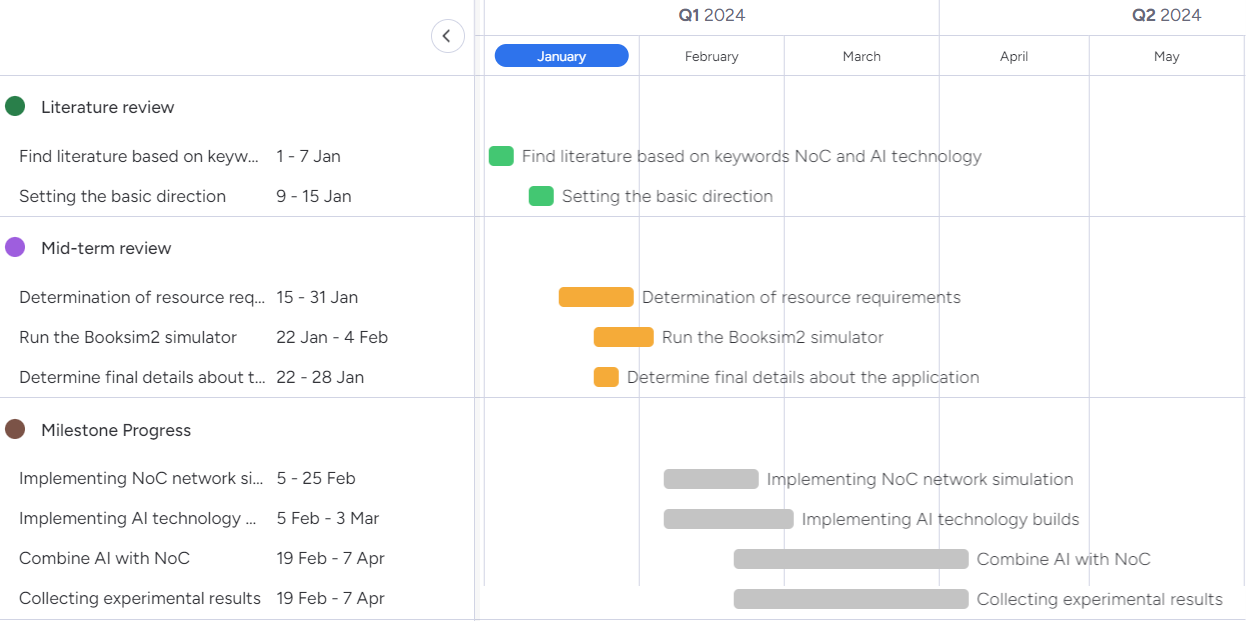 Q1 2024 Q2 2024
January February March April May
Literature review
Find literature based on keyw... 1 - 7 Jan Find literature based on keywords NoC and AI technology
Setting the basic direction 9 - 15 Jan Setting the basic direction
Mid-term review
Determination of resource req... 15 - 31 Jan Determination of resource requirements
Run the Booksim2 simulator 22 Jan - 4 Feb Run the Booksim2 simulator
Determine final details about t... 22 - 28 Jan Determine final details about the application
Milestone Progress
Implementing NoC network si... 5 - 25 Feb Implementing NoC network simulation
Implementing AI technology ... 5 Feb - 3 Mar Implementing AI technology builds
Combine AI with NoC 19 Feb - 7 Apr Combine AI with NoC
Collecting experimental results 19 Feb - 7 Apr Collecting experimental results